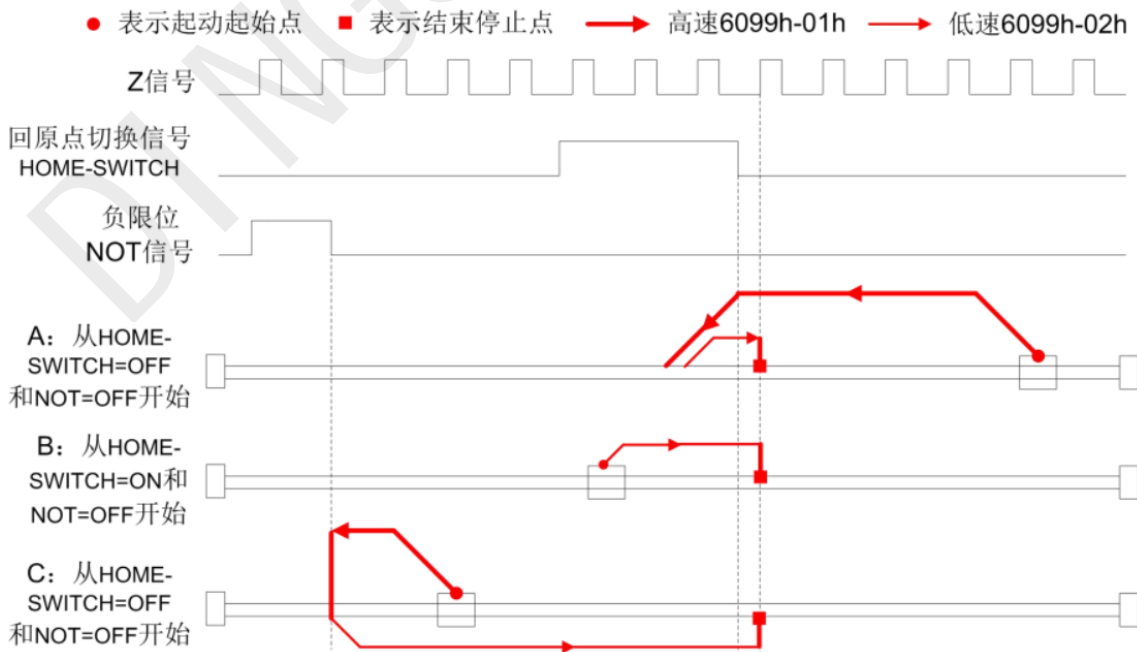 表示起动起始点 表示结束停止点 高速6099h-01h 低速6099h-02h
Z信号
回原点切换信号
HOME-SWITCH
负限位
NOT信号
A：从HOME-
SWITCH=OFF
和NOT=OFF开始
B：从HOME-
SWITCH=ON和
NOT=OFF开始
C：从HOME-
SWITCH=OFF
和NOT=OFF开始
DINGS